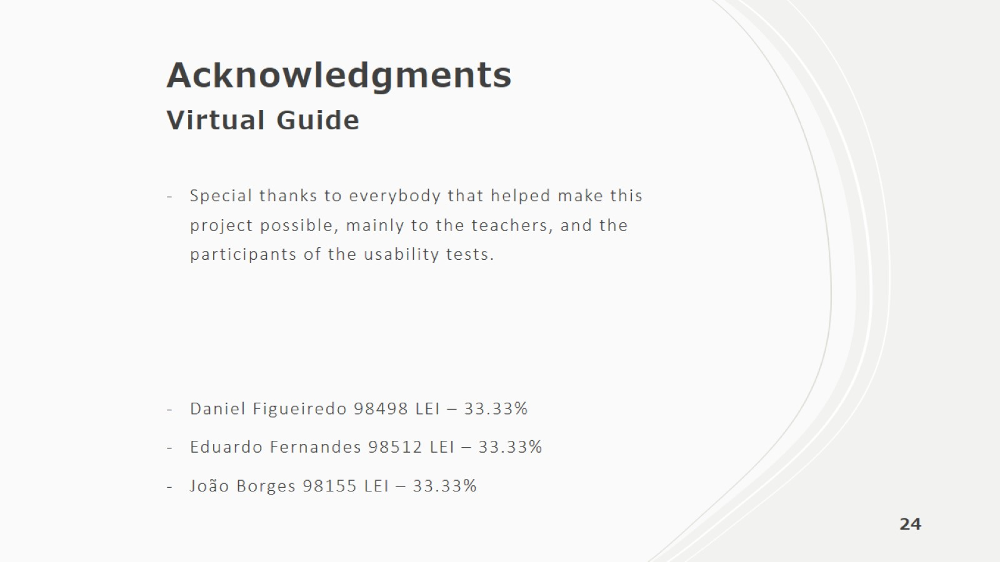 Acknowledgments
Virtual Guide
- Special thanks to everybody that helped make this
project possible, mainly to the teachers, and the
participants of the usability tests.
- Daniel Figueiredo 98498 LEI – 33.33%
- Eduardo Fernandes 98512 LEI – 33.33%
- João Borges 98155 LEI – 33.33%
24